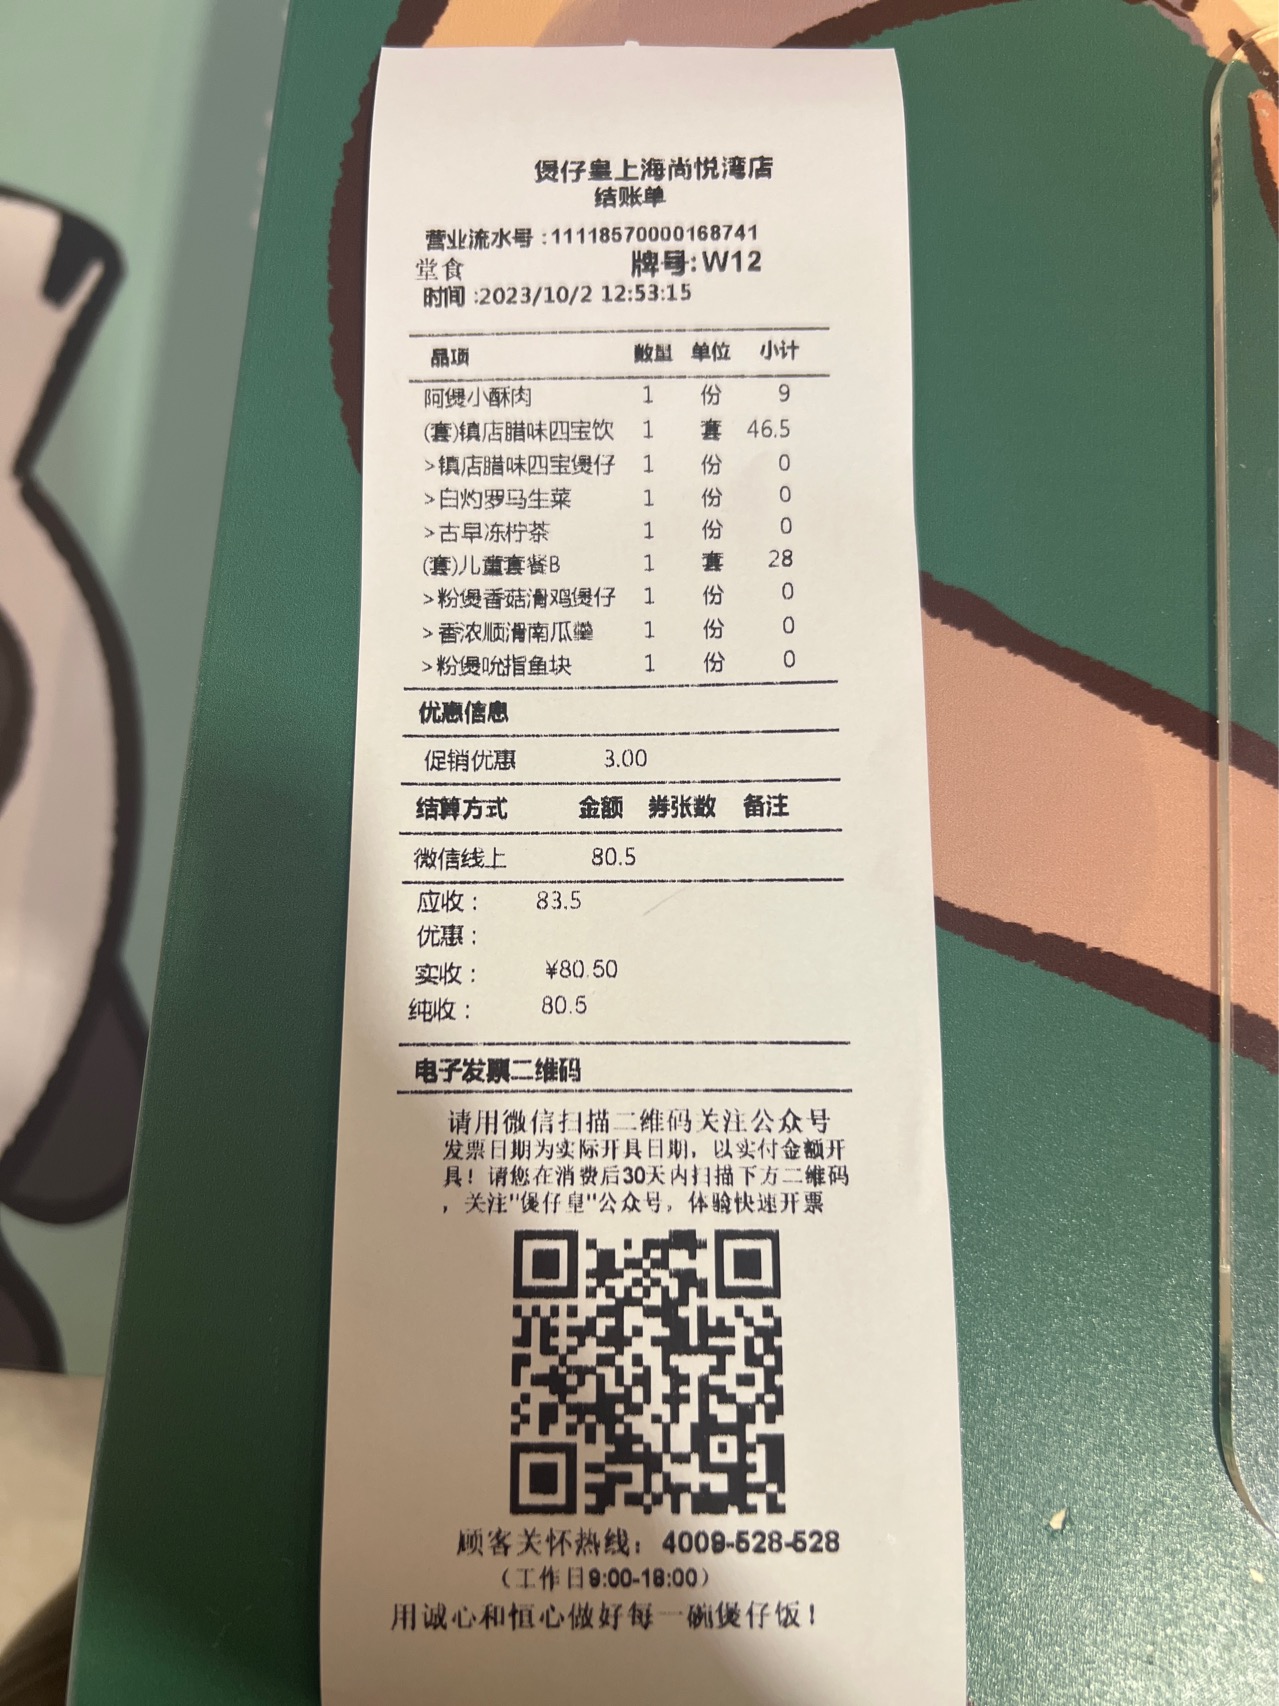 煲仔皇上海尚悦湾店
结账单
营业流水号:11118570000168741
堂食 牌号:W12
时间:2023/10/2 12:53:15
品项 数量 单位 小计
阿煲小酥肉 1 份 9
(套)镇店腊味四宝饮 1 套 46.5
>镇店腊味四宝煲仔 1 份 0
>白灼罗马生菜 1 份 0
>古早冻柠茶 1 份 0
(套)儿童套餐B 1 套 28
>粉煲香菇滑鸡煲仔 1 份 0
>香浓顺滑南瓜羹 1 份 0
>粉煲吮指鱼块 1 份 0
优惠信息
促销优惠 3.00
结算方式 金额 券张数 备注
微信线上 80.5
应收： 83.5
优惠：
实收： ¥80.50
纯收： 80.5
电子发票二维码
请用微信扫描二维码关注公众号
发票日期为实际开具日期，以实付金额开
具！请您在消费后30天内扫描下方二维码
，关注"煲仔皇"公众号，体验快速开票
顾客关怀热线：4009-528-528
（工作日9:00-18:00）
用诚心和恒心做好每一碗煲仔饭！